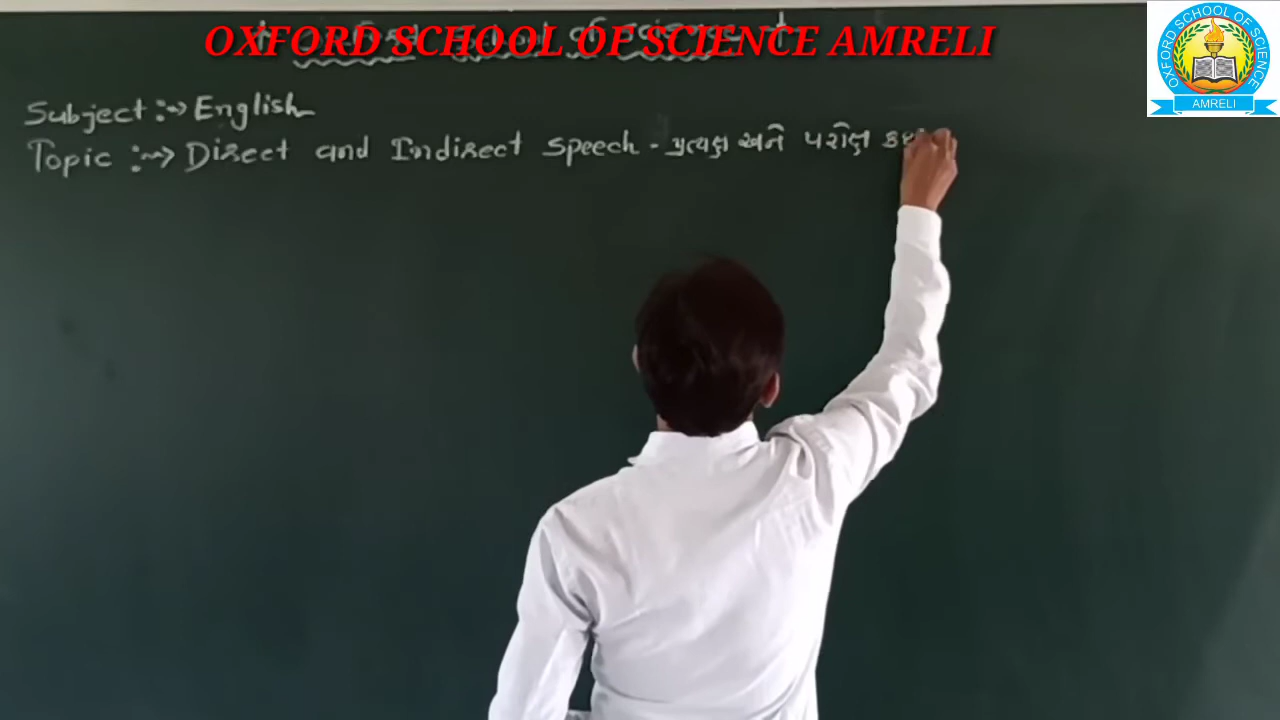 OXFORD SCHOOL OF SCIENCE AMRELI
OXFORD SCHOOL OF SCIENCE
AMRELI
Subject :→ English
Topic :→ Direct and Indirect speech - પ્રત્યક્ષ અને પરોક્ષ